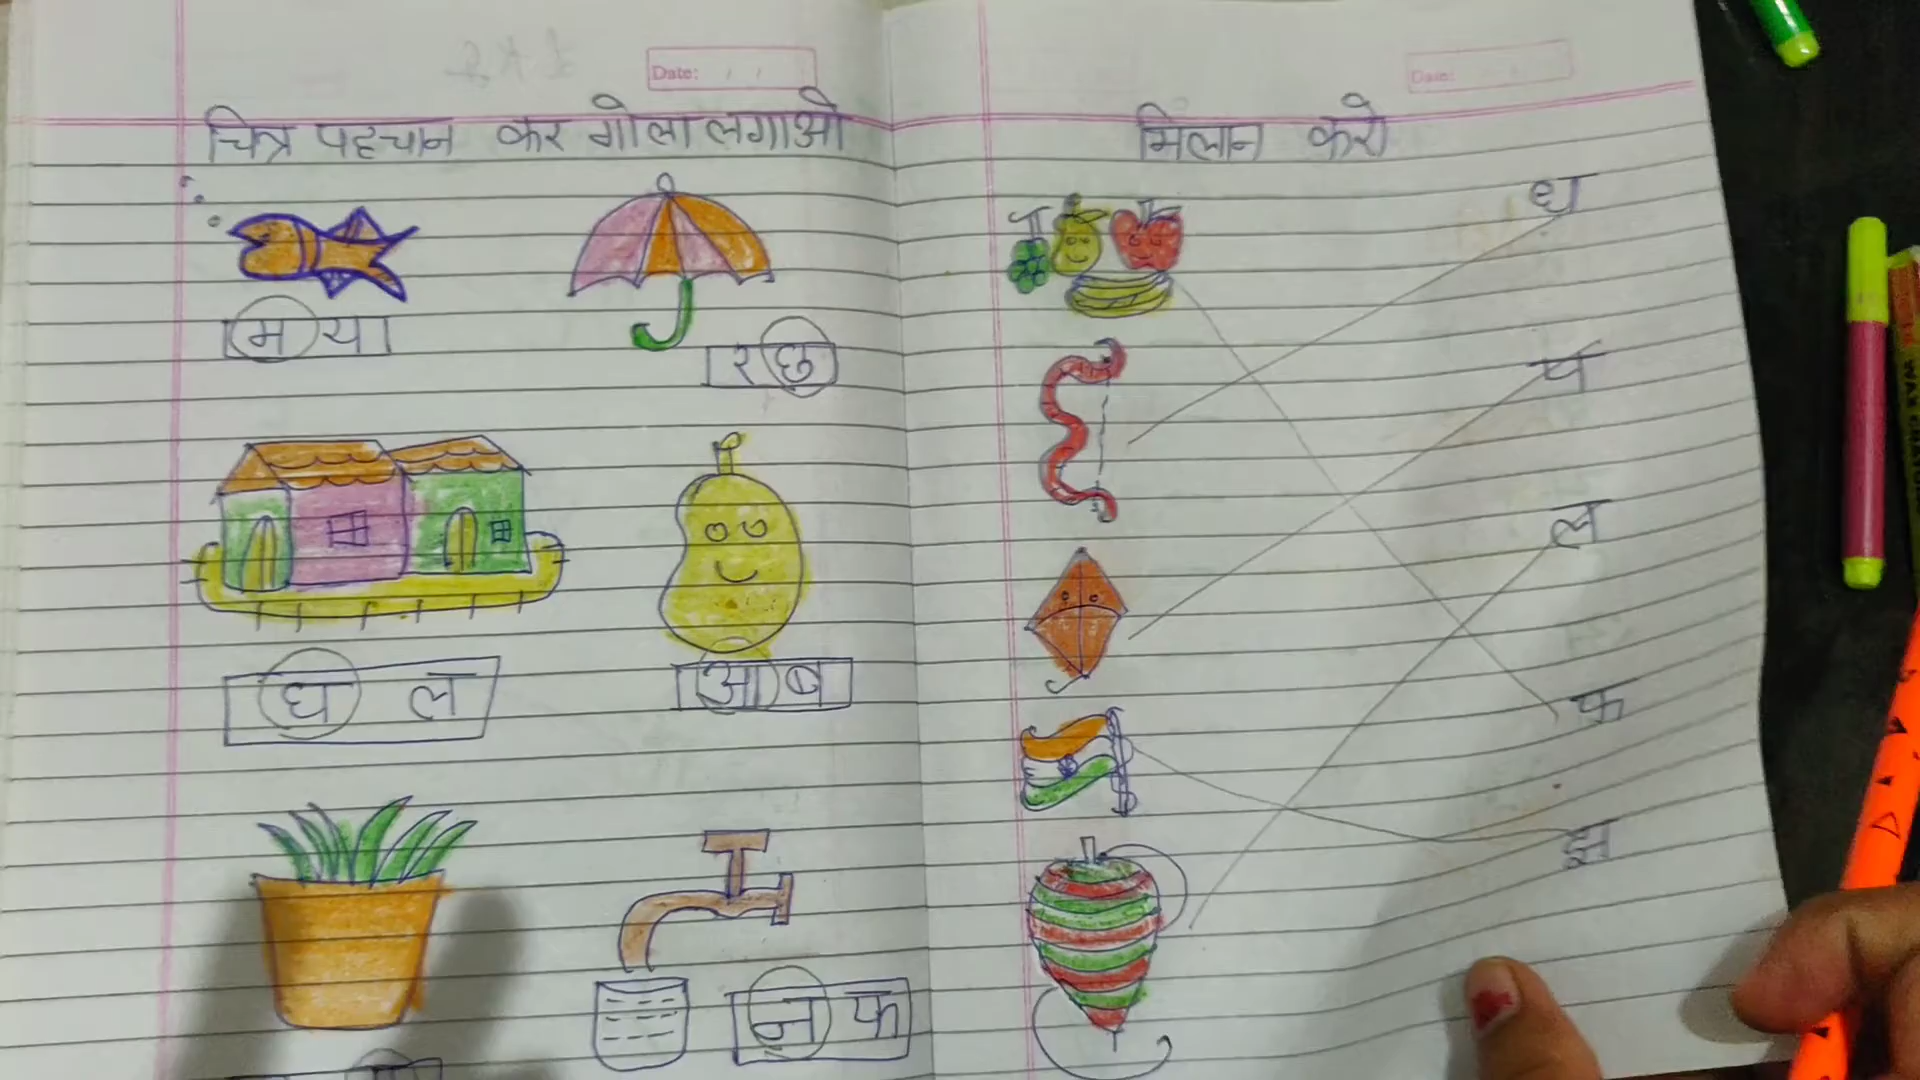 Date:
चित्र पहचान कर गोला लगाओ
म या
र छ
घ ल
आ ब
न फ
Date:
मिलान करो
ध
प
ल
फ
झ